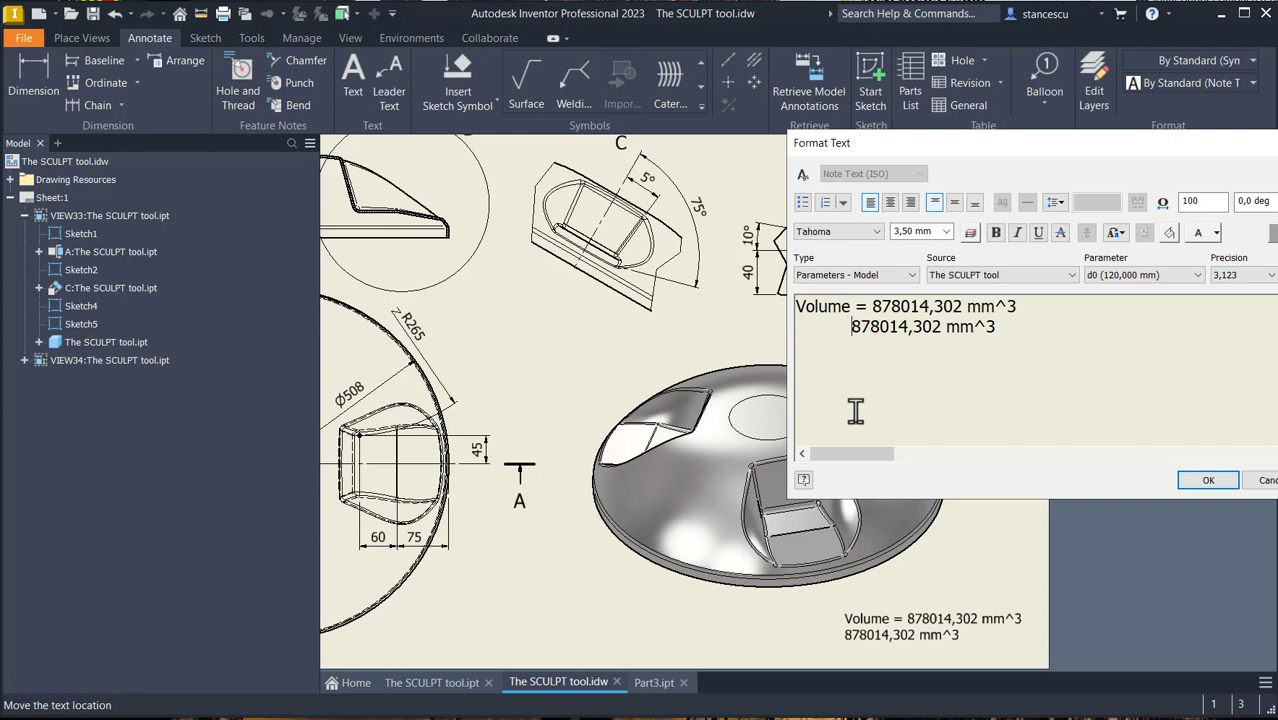 Autodesk Inventor Professional 2023 The SCULPT tool.idw
Search Help & Commands...
stancescu
File Place Views Annotate Sketch Tools Manage View Environments Collaborate
Dimension
Baseline
Ordinate
Chain
Arrange
Dimension
Hole and Thread
Chamfer
Punch
Bend
Feature Notes
Text
Leader Text
Text
Insert Sketch Symbol
Surface
Weldi...
Impor...
Cater...
Symbols
Retrieve Model Annotations
Retrieve
Start Sketch
Sketch
Parts List
Hole
Revision
General
Table
Balloon
Edit Layers
By Standard (Syn
By Standard (Note T
Format
Model
The SCULPT tool.idw
Drawing Resources
Sheet:1
VIEW33:The SCULPT tool.ipt
Sketch1
A:The SCULPT tool.ipt
Sketch2
C:The SCULPT tool.ipt
Sketch4
Sketch5
The SCULPT tool.ipt
VIEW34:The SCULPT tool.ipt
C
5°
75°
10°
40
R265
Ø508
45
A
60
75
Volume = 878014,302 mm^3
878014,302 mm^3
Format Text
Note Text (ISO)
100
0,0 deg
Tahoma
3,50 mm
B I U A
A
Type Source Parameter Precision
Parameters - Model The SCULPT tool d0 (120,000 mm) 3,123
Volume = 878014,302 mm^3
878014,302 mm^3
OK
Canc
Home The SCULPT tool.ipt The SCULPT tool.idw Part3.ipt
Move the text location
1 3